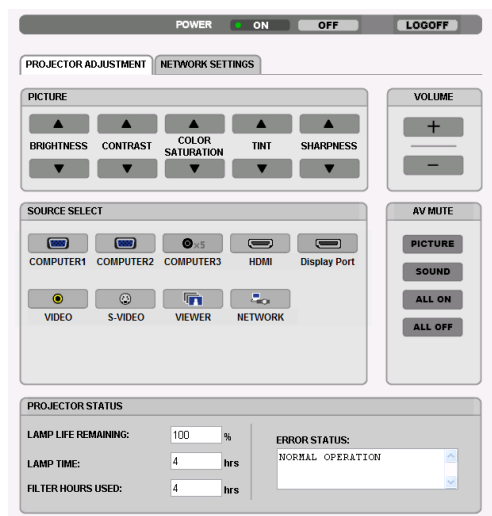 POWER ON OFF LOGOFF
PROJECTOR ADJUSTMENT NETWORK SETTINGS
PICTURE
BRIGHTNESS CONTRAST COLOR SATURATION TINT SHARPNESS
VOLUME
+
−
SOURCE SELECT
COMPUTER1 COMPUTER2 ×5 COMPUTER3 HDMI Display Port
VIDEO S-VIDEO VIEWER NETWORK
AV MUTE
PICTURE
SOUND
ALL ON
ALL OFF
PROJECTOR STATUS
LAMP LIFE REMAINING: 100 %
LAMP TIME: 4 hrs
FILTER HOURS USED: 4 hrs
ERROR STATUS:
NORMAL OPERATION